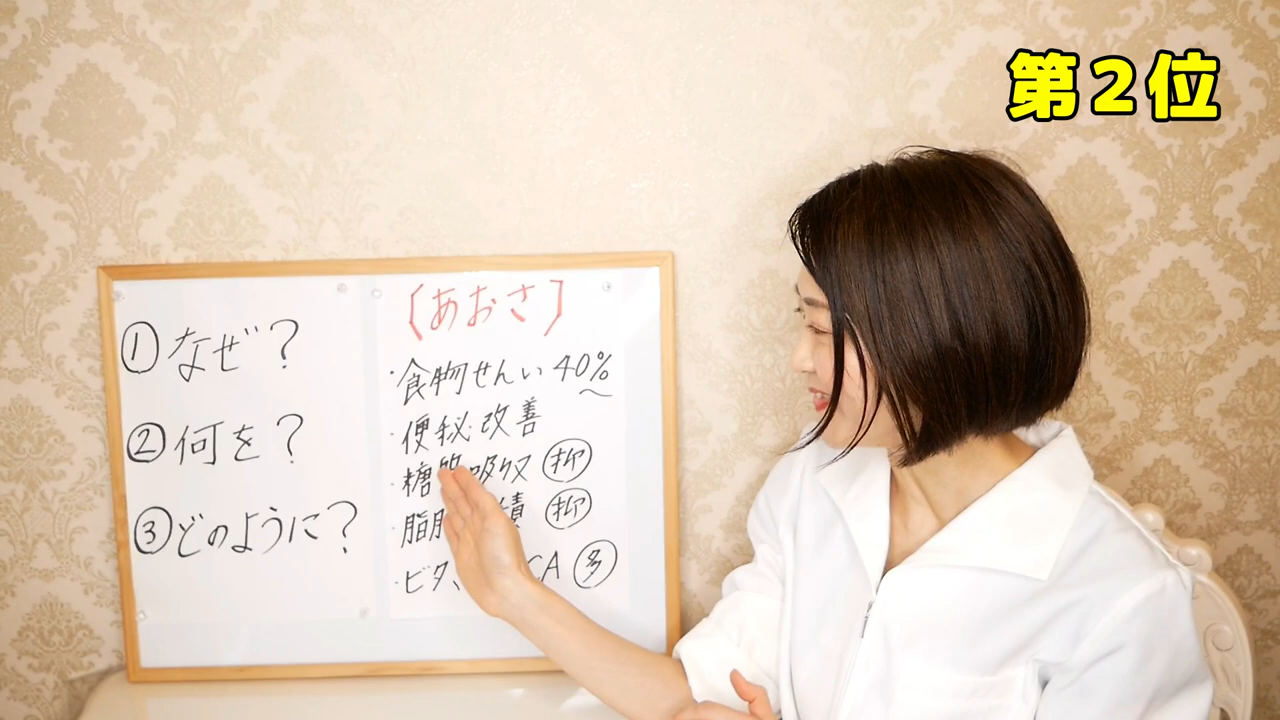 第2位
①なぜ?
②何を?
③どのように?
[あおさ]
・食物せんい 40%
・便秘改善
・糖 吸収 抑
・脂 抑
・ビタ CA 多